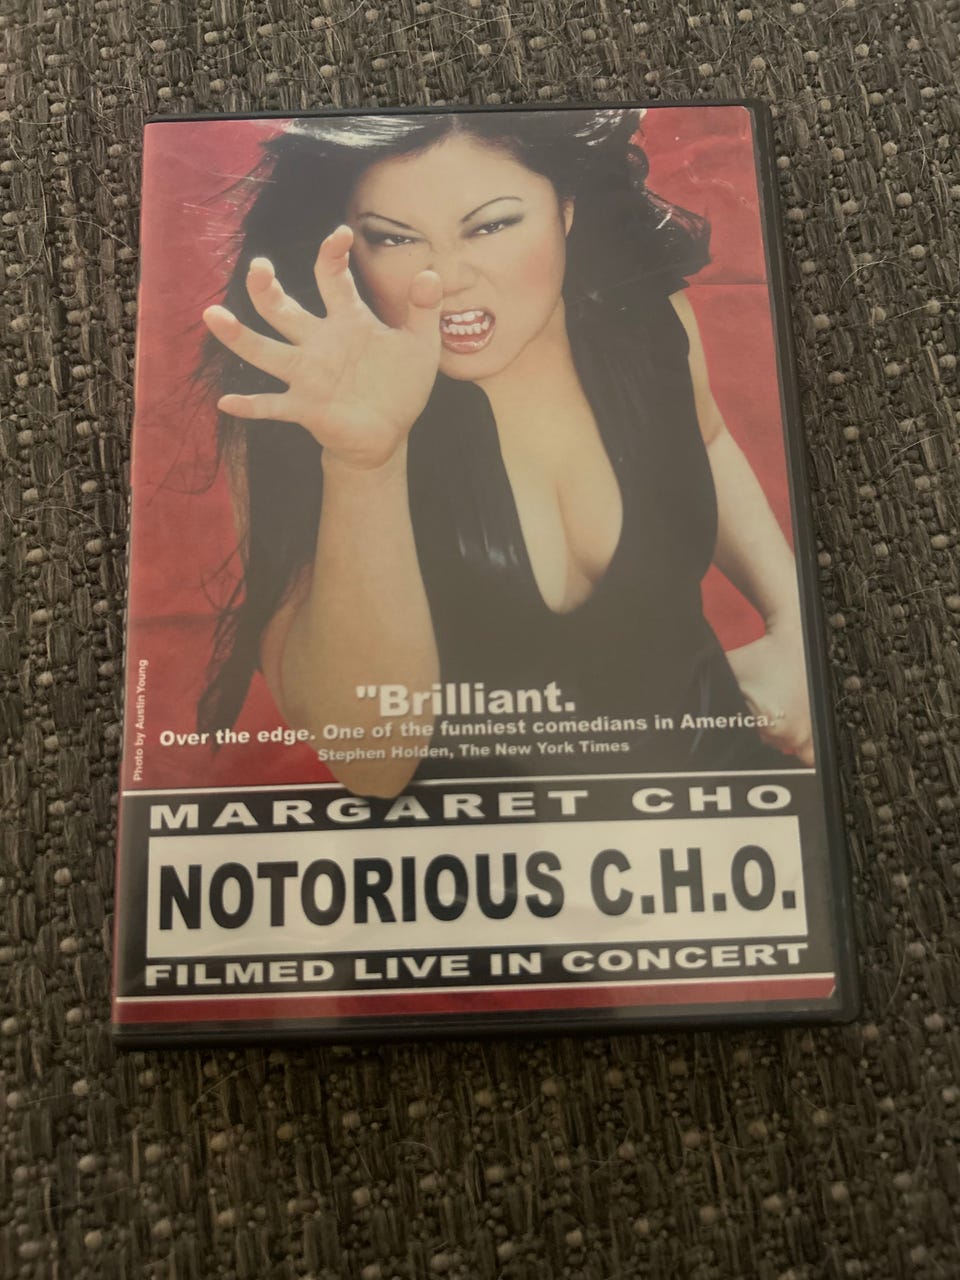 Photo by Austin Young
"Brilliant.
Over the edge. One of the funniest comedians in America."
Stephen Holden, The New York Times
MARGARET CHO
NOTORIOUS C.H.O.
FILMED LIVE IN CONCERT